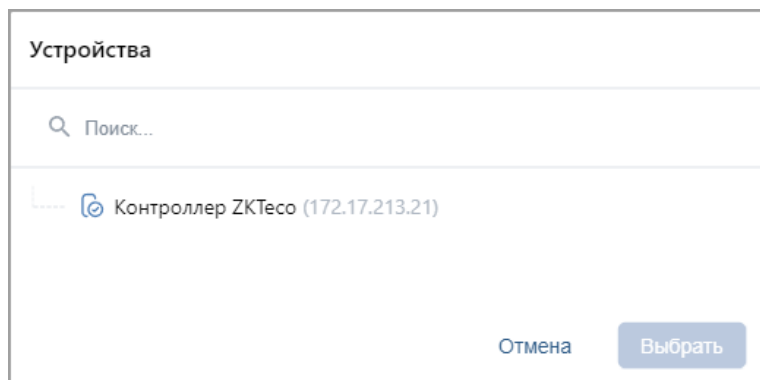 Устройства
Поиск...
Контроллер ZKTeco (172.17.213.21)
Отмена Выбрать